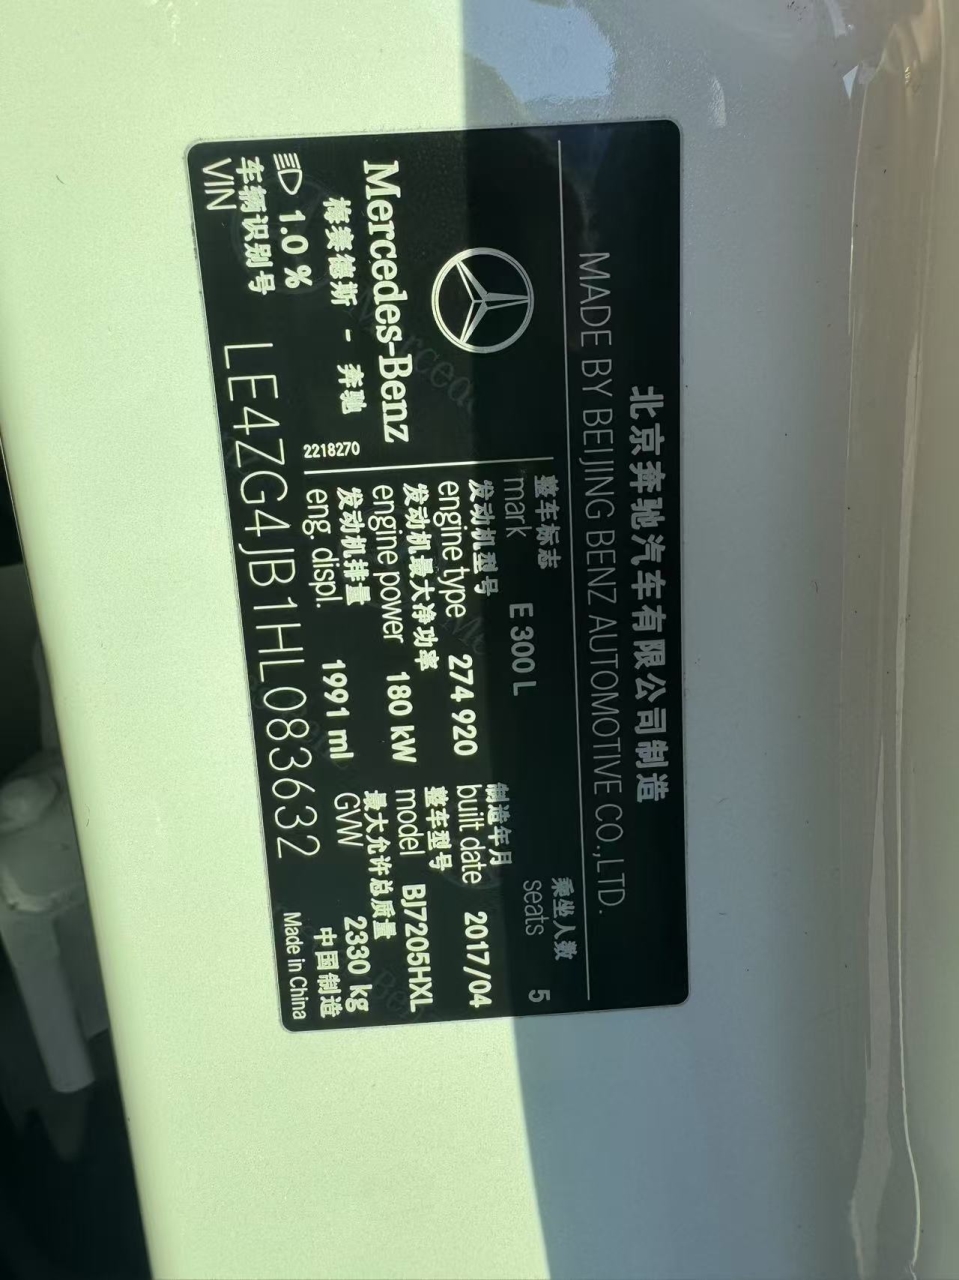 北京奔驰汽车有限公司制造
MADE BY BEIJING BENZ AUTOMOTIVE CO.,LTD.
Mercedes-Benz
梅赛德斯 - 奔驰
1.0 %
2218270
整车标志
mark E 300 L
乘坐人数
seats 5
发动机型号
engine type 274 920
制造年月
built date 2017/04
发动机最大净功率
engine power 180 kW
整车型号
model BJ7205HXL
发动机排量
eng. displ. 1991 ml
最大允许总质量
GVW 2330 kg
车辆识别号
VIN LE4ZG4JB1HL083632
中国制造
Made in China